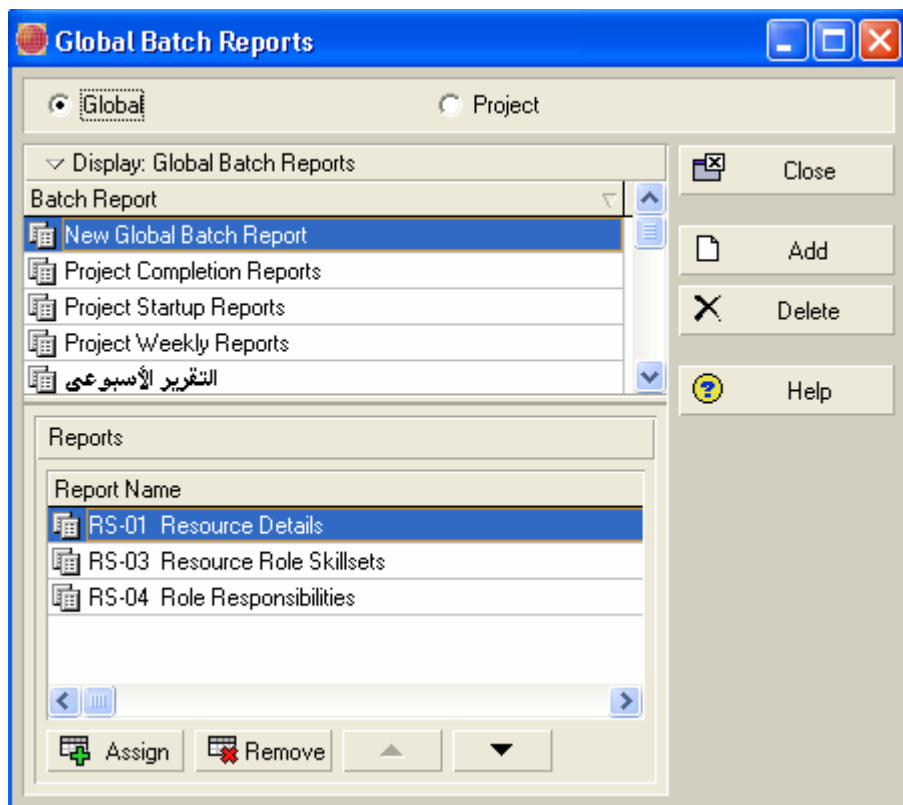 Global Batch Reports
Global Project
Display: Global Batch Reports
Batch Report
New Global Batch Report
Project Completion Reports
Project Startup Reports
Project Weekly Reports
التقرير الأسبوعى
Close
Add
Delete
Help
Reports
Report Name
RS-01 Resource Details
RS-03 Resource Role Skillsets
RS-04 Role Responsibilities
Assign Remove